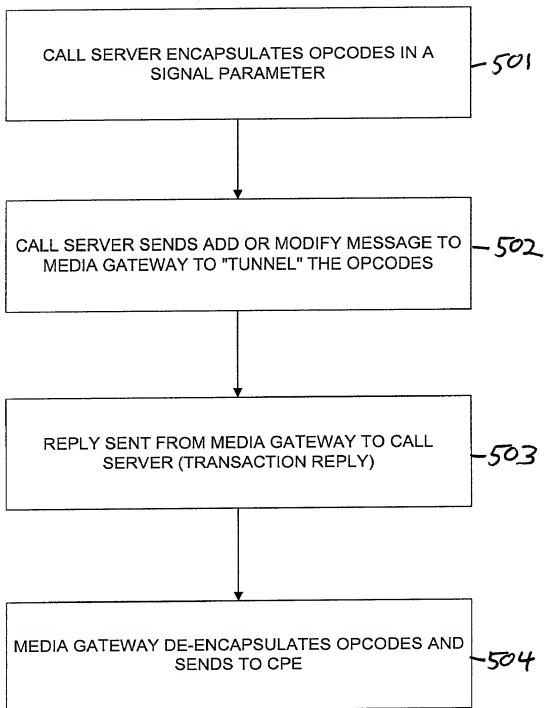 CALL SERVER ENCAPSULATES OPCODES IN A
SIGNAL PARAMETER
501
CALL SERVER SENDS ADD OR MODIFY MESSAGE TO
MEDIA GATEWAY TO "TUNNEL" THE OPCODES
502
REPLY SENT FROM MEDIA GATEWAY TO CALL
SERVER (TRANSACTION REPLY)
503
MEDIA GATEWAY DE-ENCAPSULATES OPCODES AND
SENDS TO CPE
504